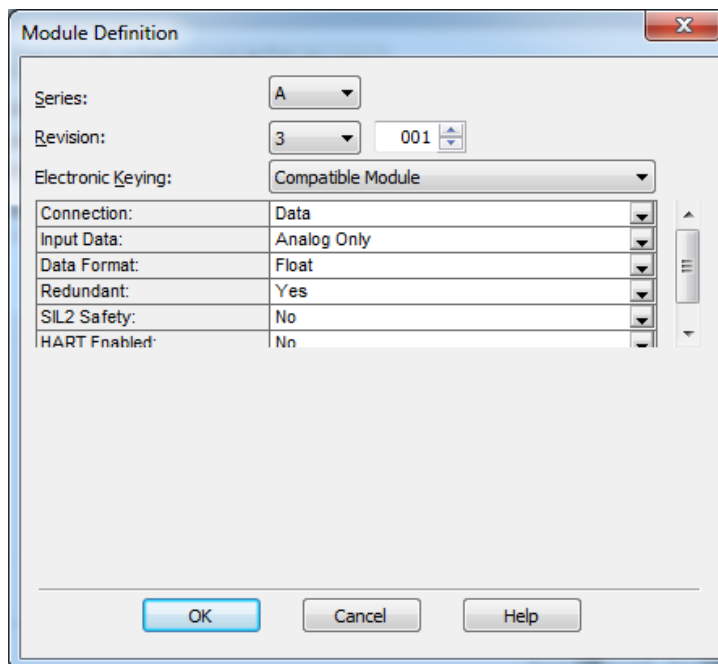 Module Definition
Series: A
Revision: 3 001
Electronic Keying: Compatible Module
Connection: Data
Input Data: Analog Only
Data Format: Float
Redundant: Yes
SIL2 Safety: No
HART Enabled: No
OK Cancel Help